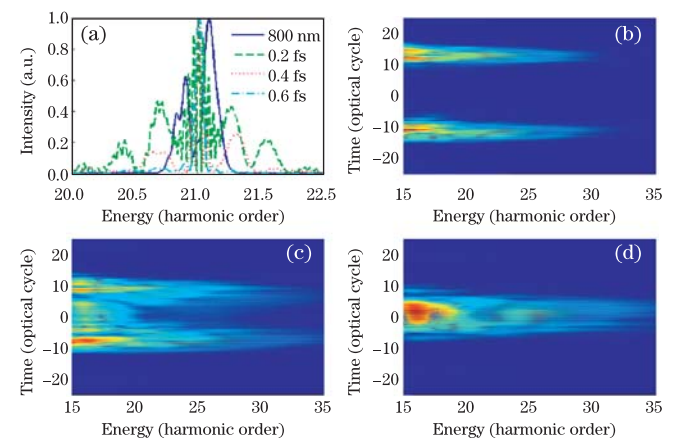 (a)
800 nm
0.2 fs
0.4 fs
0.6 fs
Intensity (a.u.)
1.0
0.8
0.6
0.4
0.2
0.0
20.0 20.5 21.0 21.5 22.5
Energy (harmonic order)
(b)
Time (optical cycle)
20
10
0
−10
−20
15 20 25 30 35
Energy (harmonic order)
(c)
Time (optical cycle)
20
10
0
−10
−20
15 20 25 30 35
Energy (harmonic order)
(d)
Time (optical cycle)
20
10
0
−10
−20
15 20 25 30 35
Energy (harmonic order)